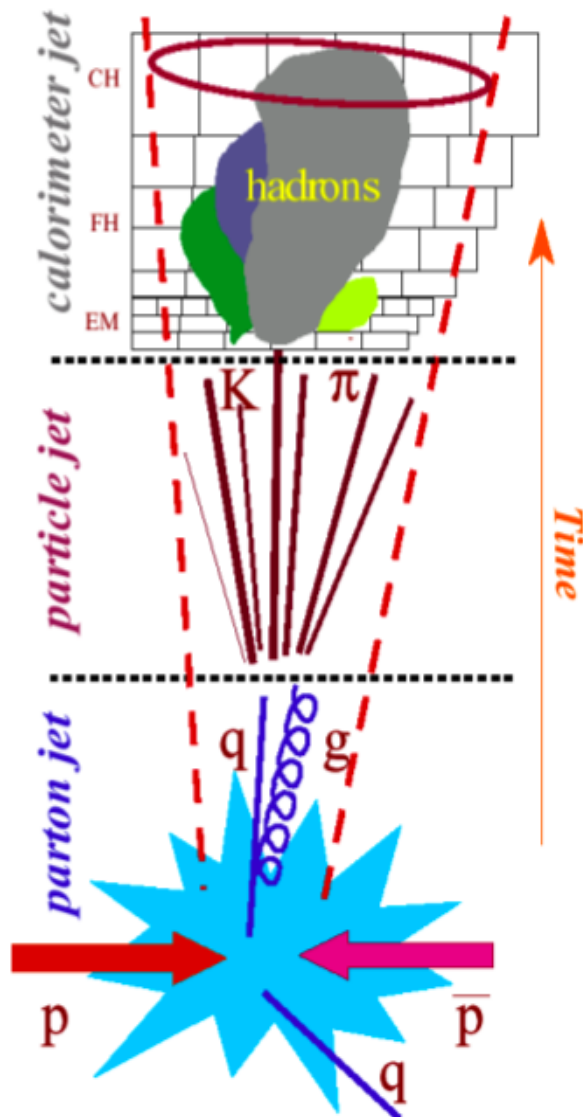 calorimeter jet
CH
FH
EM
hadrons
K
π
particle jet
Time
parton jet
q
g
p
p̅
q